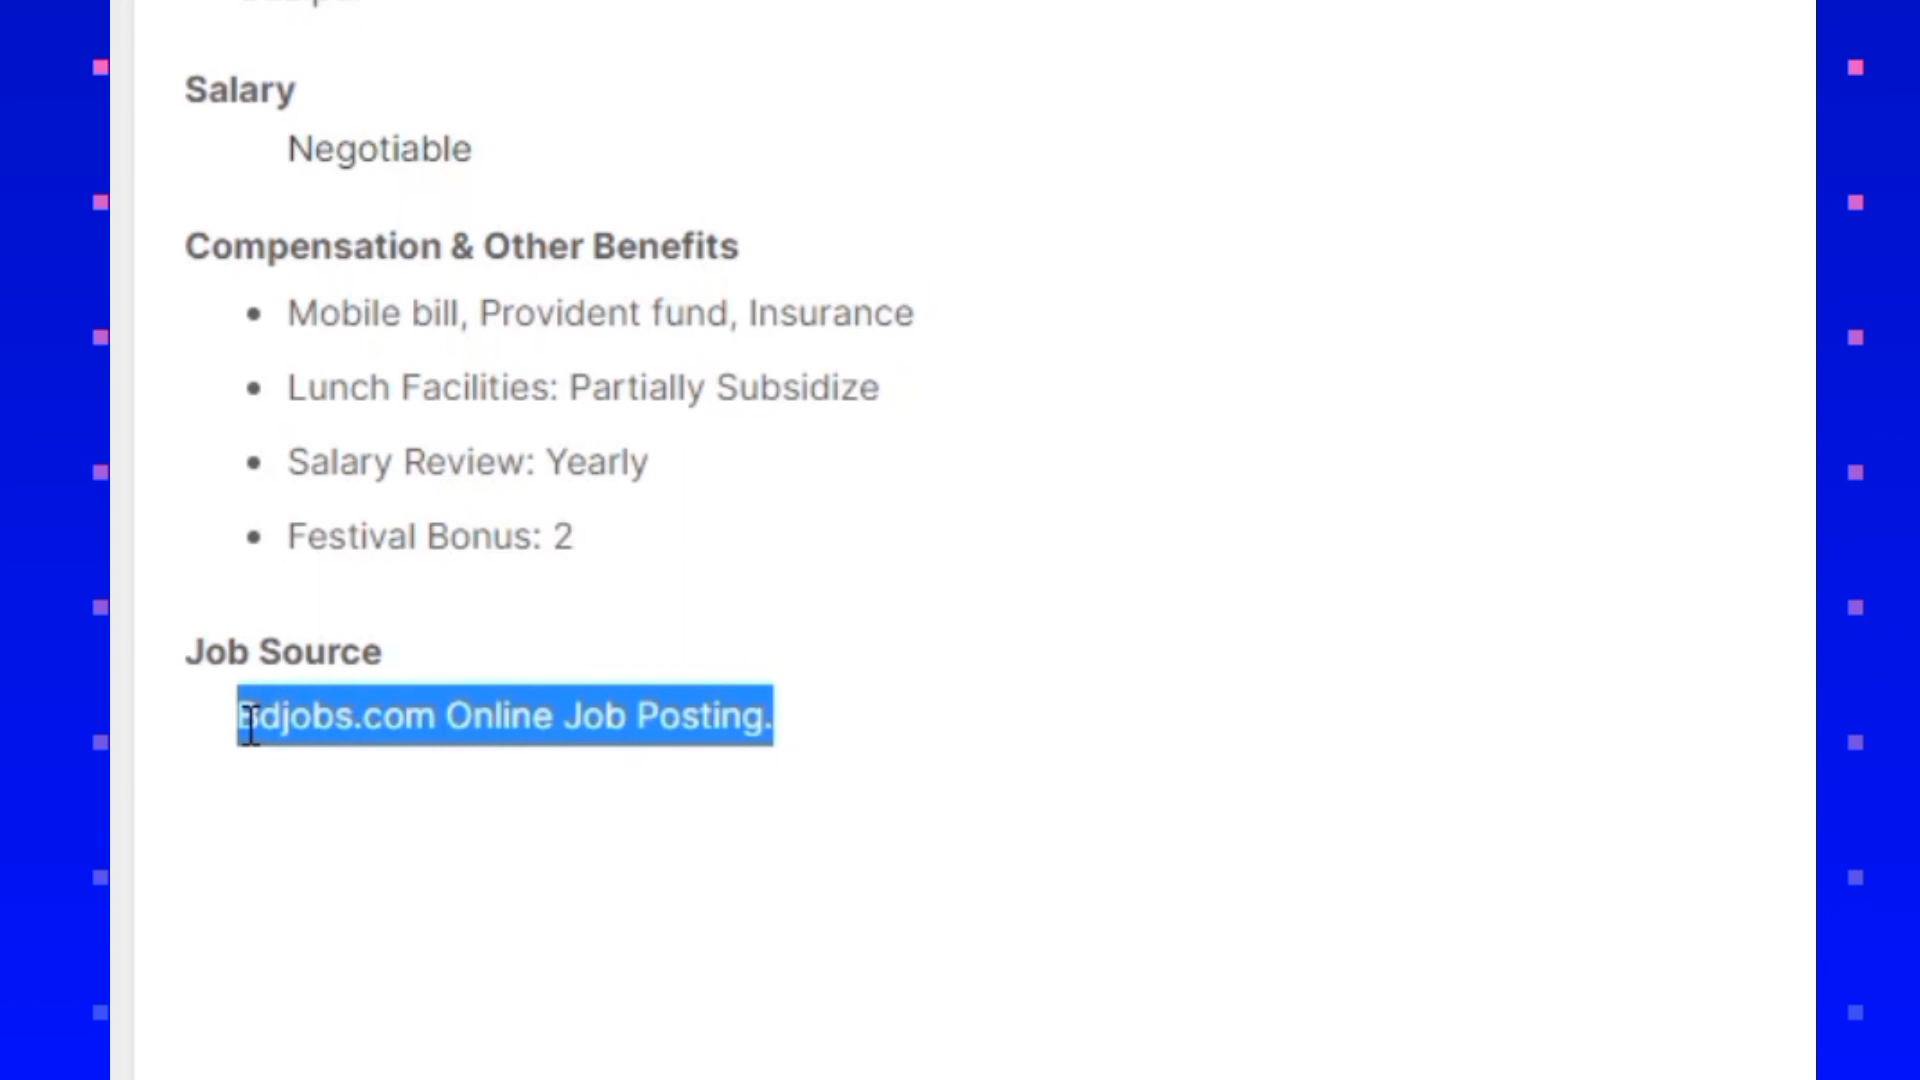 Salary
Negotiable
Compensation & Other Benefits
Mobile bill, Provident fund, Insurance
Lunch Facilities: Partially Subsidize
Salary Review: Yearly
Festival Bonus: 2
Job Source
Bdjobs.com Online Job Posting.